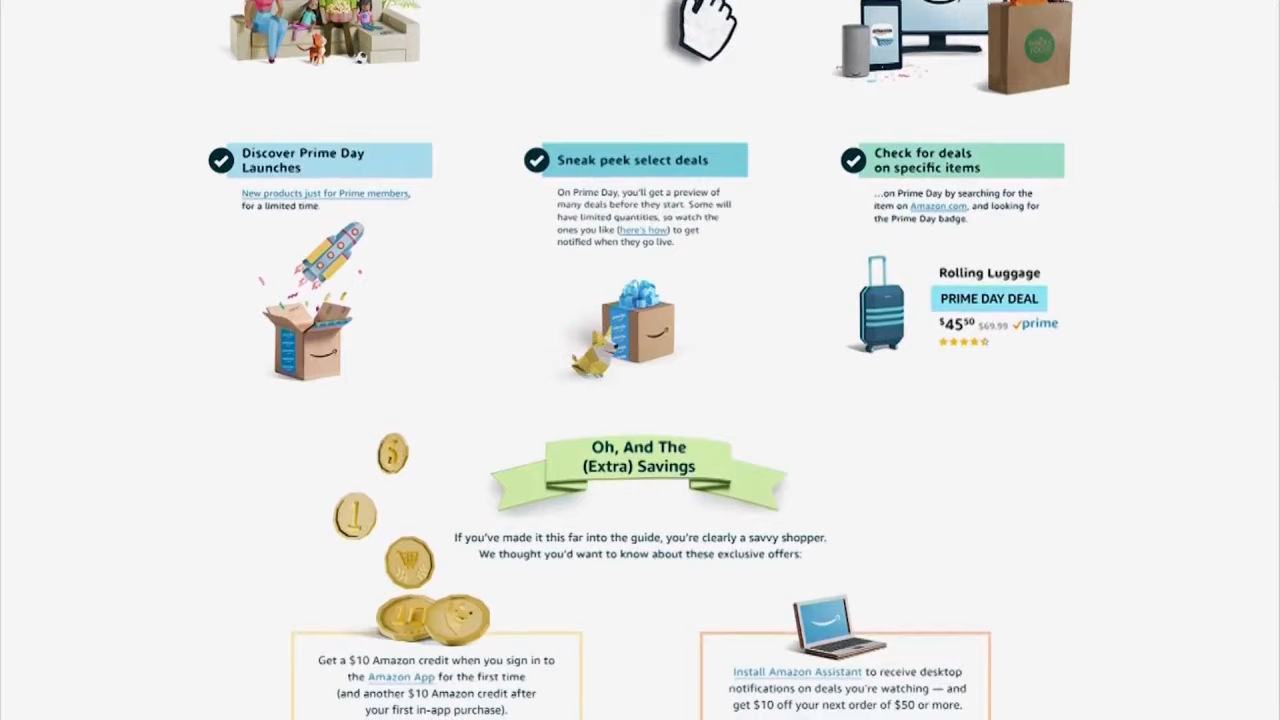 Discover Prime Day
Launches
New products just for Prime members,
for a limited time.
Sneak peek select deals
On Prime Day, you'll get a preview of
many deals before they start. Some will
have limited quantities, so watch the
ones you like (here's how) to get
notified when they go live.
Check for deals
on specific items
...on Prime Day by searching for the
item on Amazon.com, and looking for
the Prime Day badge.
Rolling Luggage
PRIME DAY DEAL
$45⁵⁰ $69.99 prime
Oh, And The
(Extra) Savings
If you've made it this far into the guide, you're clearly a savvy shopper.
We thought you'd want to know about these exclusive offers:
Get a $10 Amazon credit when you sign in to
the Amazon App for the first time
(and another $10 Amazon credit after
your first in-app purchase).
Install Amazon Assistant to receive desktop
notifications on deals you're watching — and
get $10 off your next order of $50 or more.